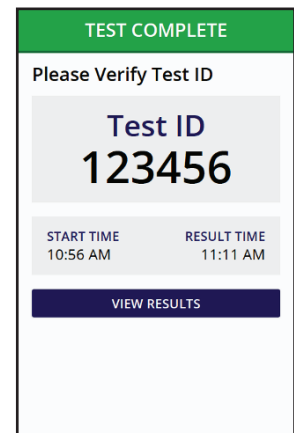 TEST COMPLETE
Please Verify Test ID
Test ID
123456
START TIME RESULT TIME
10:56 AM 11:11 AM
VIEW RESULTS